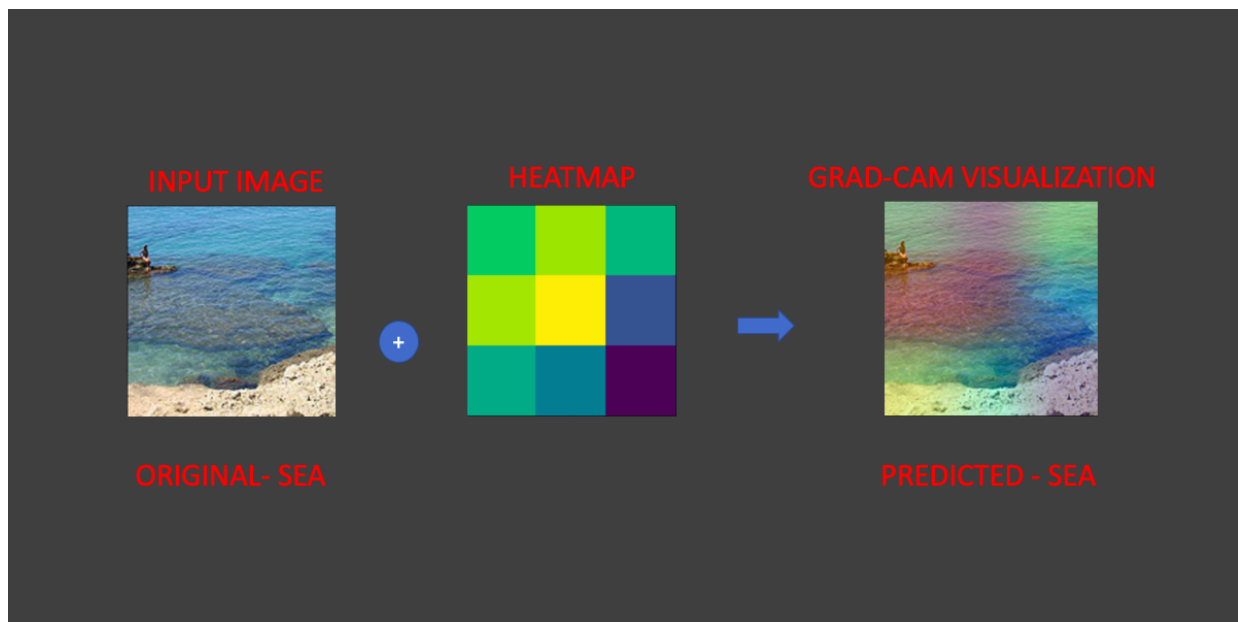 INPUT IMAGE
HEATMAP
GRAD-CAM VISUALIZATION
+
ORIGINAL- SEA
PREDICTED - SEA